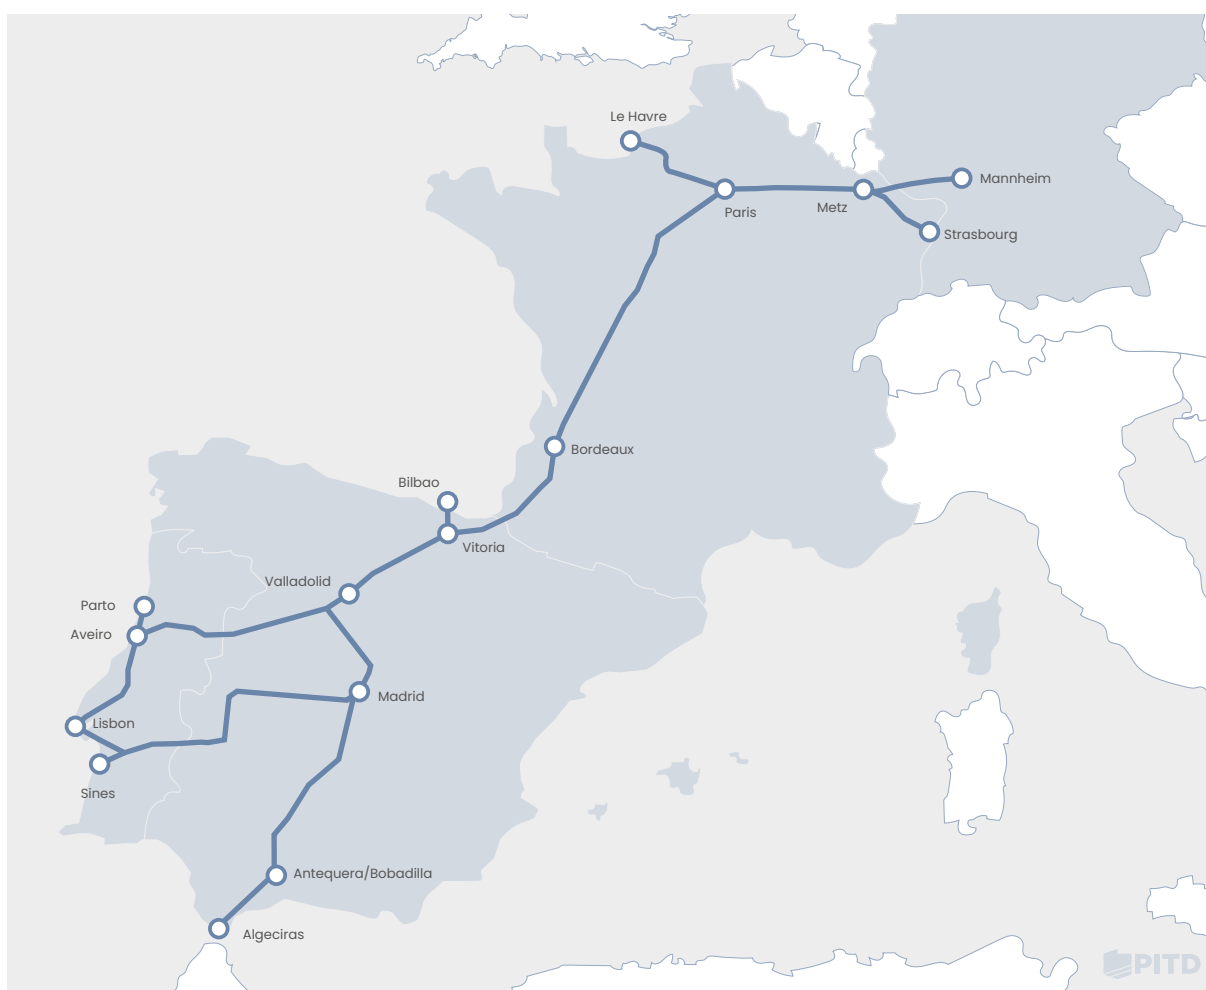 Le Havre
Mannheim
Metz
Paris
Strasbourg
Bordeaux
Bilbao
Vitoria
Valladolid
Parto
Aveiro
Madrid
Lisbon
Sines
Antequera/Bobadilla
Algeciras
PITD